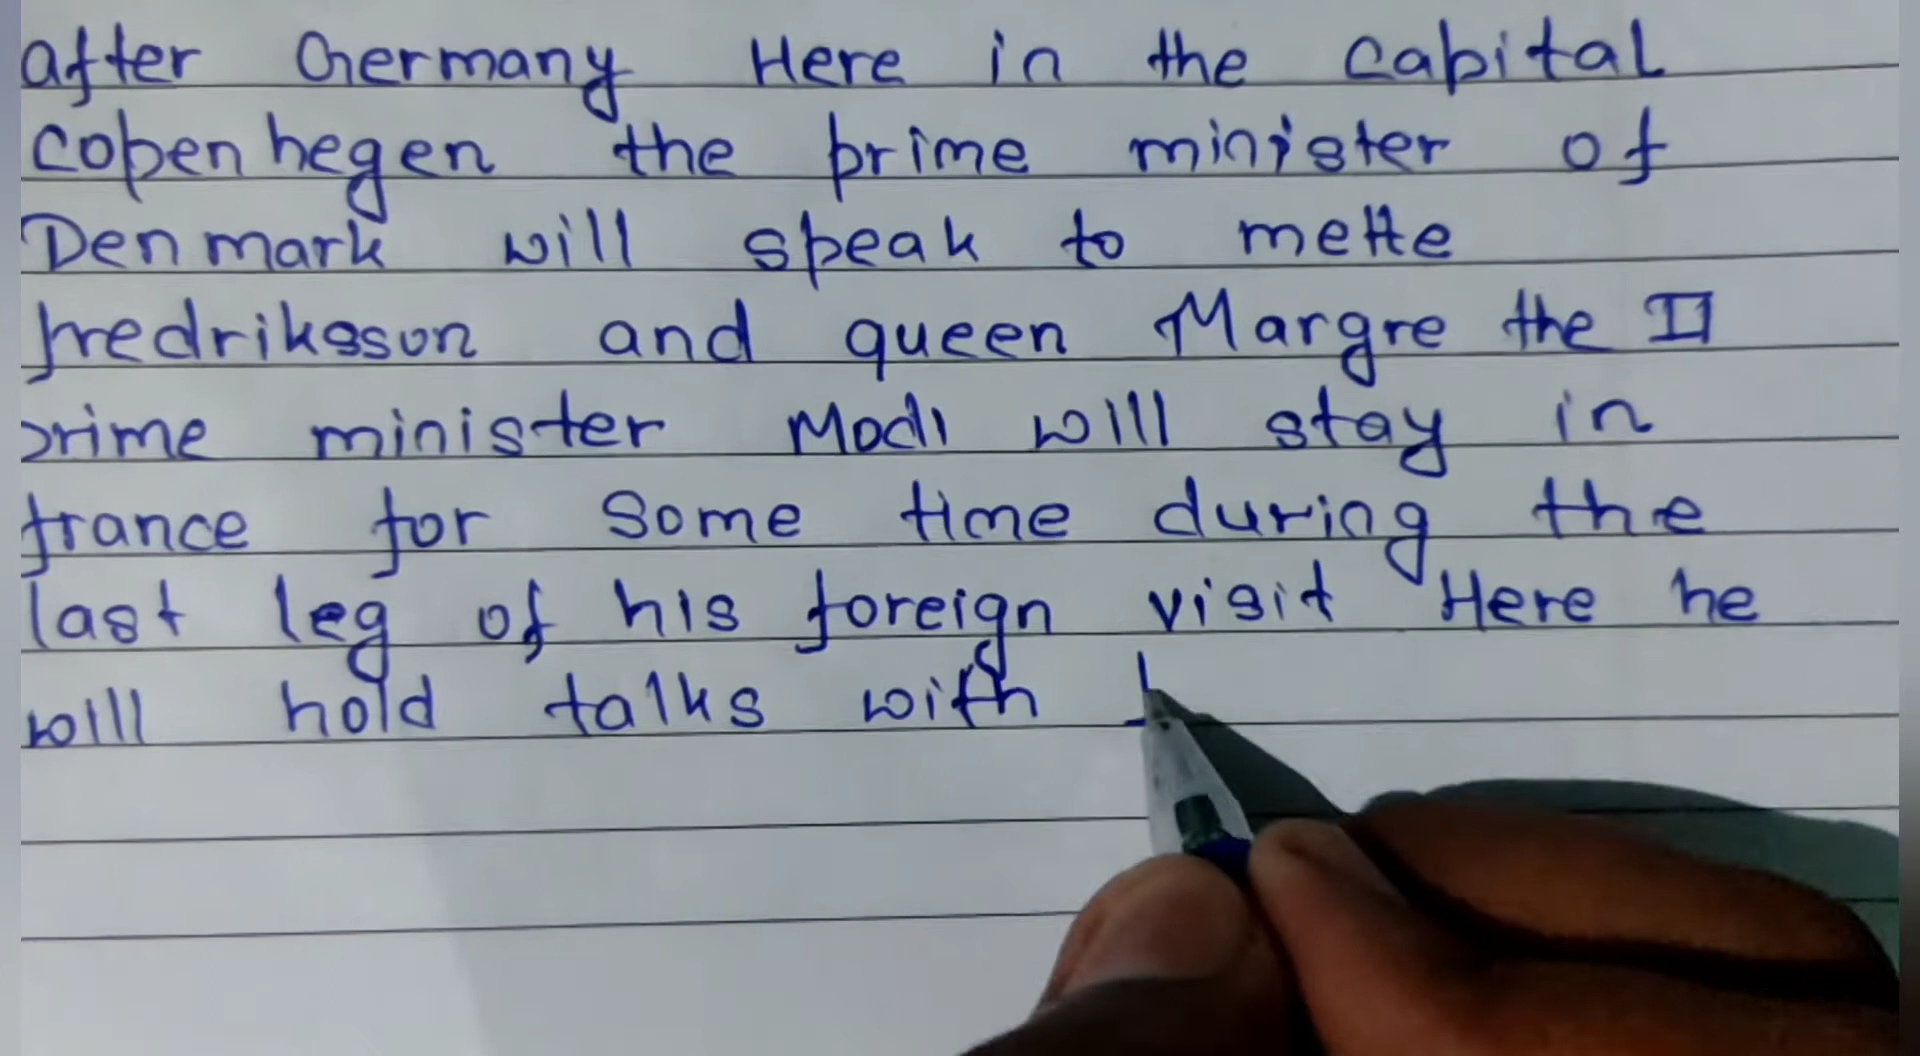 after Germany Here in the capital
copenhegen the prime minister of
Denmark will speak to mette
fredriksson and queen Margre the II
prime minister Modi will stay in
france for some time during the
last leg of his foreign visit Here he
will hold talks with